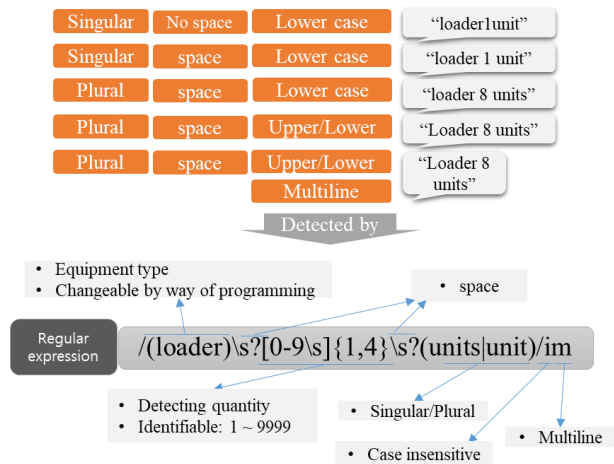 Singular No space Lower case "loader1unit"
Singular space Lower case "loader 1 unit"
Plural space Lower case "loader 8 units"
Plural space Upper/Lower "Loader 8 units"
Plural space Upper/Lower "Loader 8
Multiline units"
Detected by
• Equipment type
• Changeable by way of programming
• space
Regular
expression
/(loader)\s?[0-9\s]{1,4}\s?(units|unit)/im
• Detecting quantity
• Identifiable: 1 ~ 9999
• Singular/Plural
• Case insensitive
• Multiline